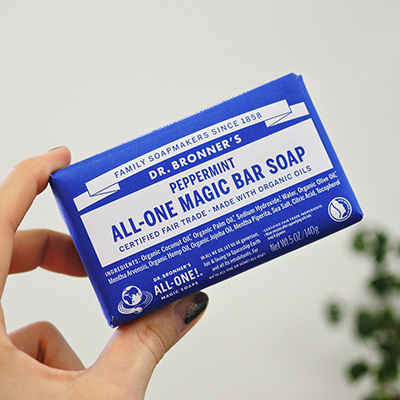 FAMILY SOAPMAKERS SINCE 1858
DR. BRONNER'S
PEPPERMINT
ALL-ONE MAGIC BAR SOAP
CERTIFIED FAIR TRADE - MADE WITH ORGANIC OILS
INGREDIENTS: Organic Coconut Oil, Organic Palm Oil, Sodium Hydroxide, Water, Organic Olive Oil,
Mentha Arvensis, Organic Hemp Oil, Organic Jojoba Oil, Mentha Piperita, Sea Salt, Citric Acid, Tocopherol
DR. BRONNER'S
ALL-ONE!
MAGIC SOAPS
Net Wt 5 oz/140g